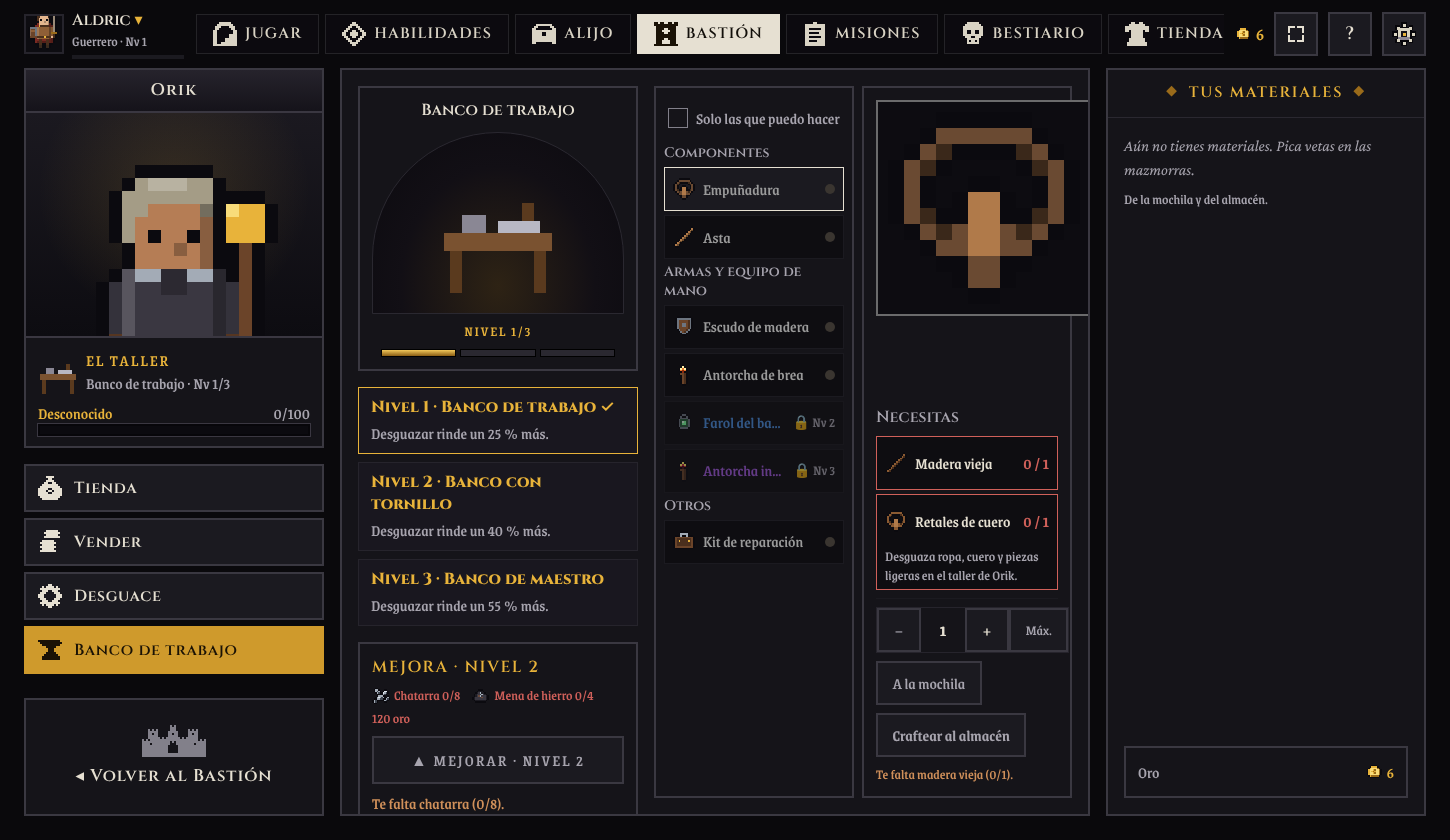 Aldric ▾
Guerrero · Nv 1
Jugar
Habilidades
Alijo
Bastión
Misiones
Bestiario
Tienda
6
?
Orik
El taller
Banco de trabajo · Nv 1/3
Desconocido 0/100
Tienda
Vender
Desguace
Banco de trabajo
◂ Volver al Bastión
Banco de trabajo
NIVEL 1/3
Nivel 1 · Banco de trabajo ✓
Desguazar rinde un 25 % más.
Nivel 2 · Banco con
tornillo
Desguazar rinde un 40 % más.
Nivel 3 · Banco de maestro
Desguazar rinde un 55 % más.
Mejora · Nivel 2
Chatarra 0/8 Mena de hierro 0/4
120 oro
▲ Mejorar · Nivel 2
Te falta chatarra (0/8).
Solo las que puedo hacer
Componentes
Empuñadura
Asta
Armas y equipo de
mano
Escudo de madera
Antorcha de brea
Farol del ba… 🔒 Nv 2
Antorcha in… 🔒 Nv 3
Otros
Kit de reparación
Necesitas
Madera vieja 0 / 1
Retales de cuero 0 / 1
Desguaza ropa, cuero y piezas
ligeras en el taller de Orik.
− 1 + Máx.
A la mochila
Craftear al almacén
Te falta madera vieja (0/1).
◆ Tus materiales ◆
Aún no tienes materiales. Pica vetas en las
mazmorras.
De la mochila y del almacén.
Oro 6